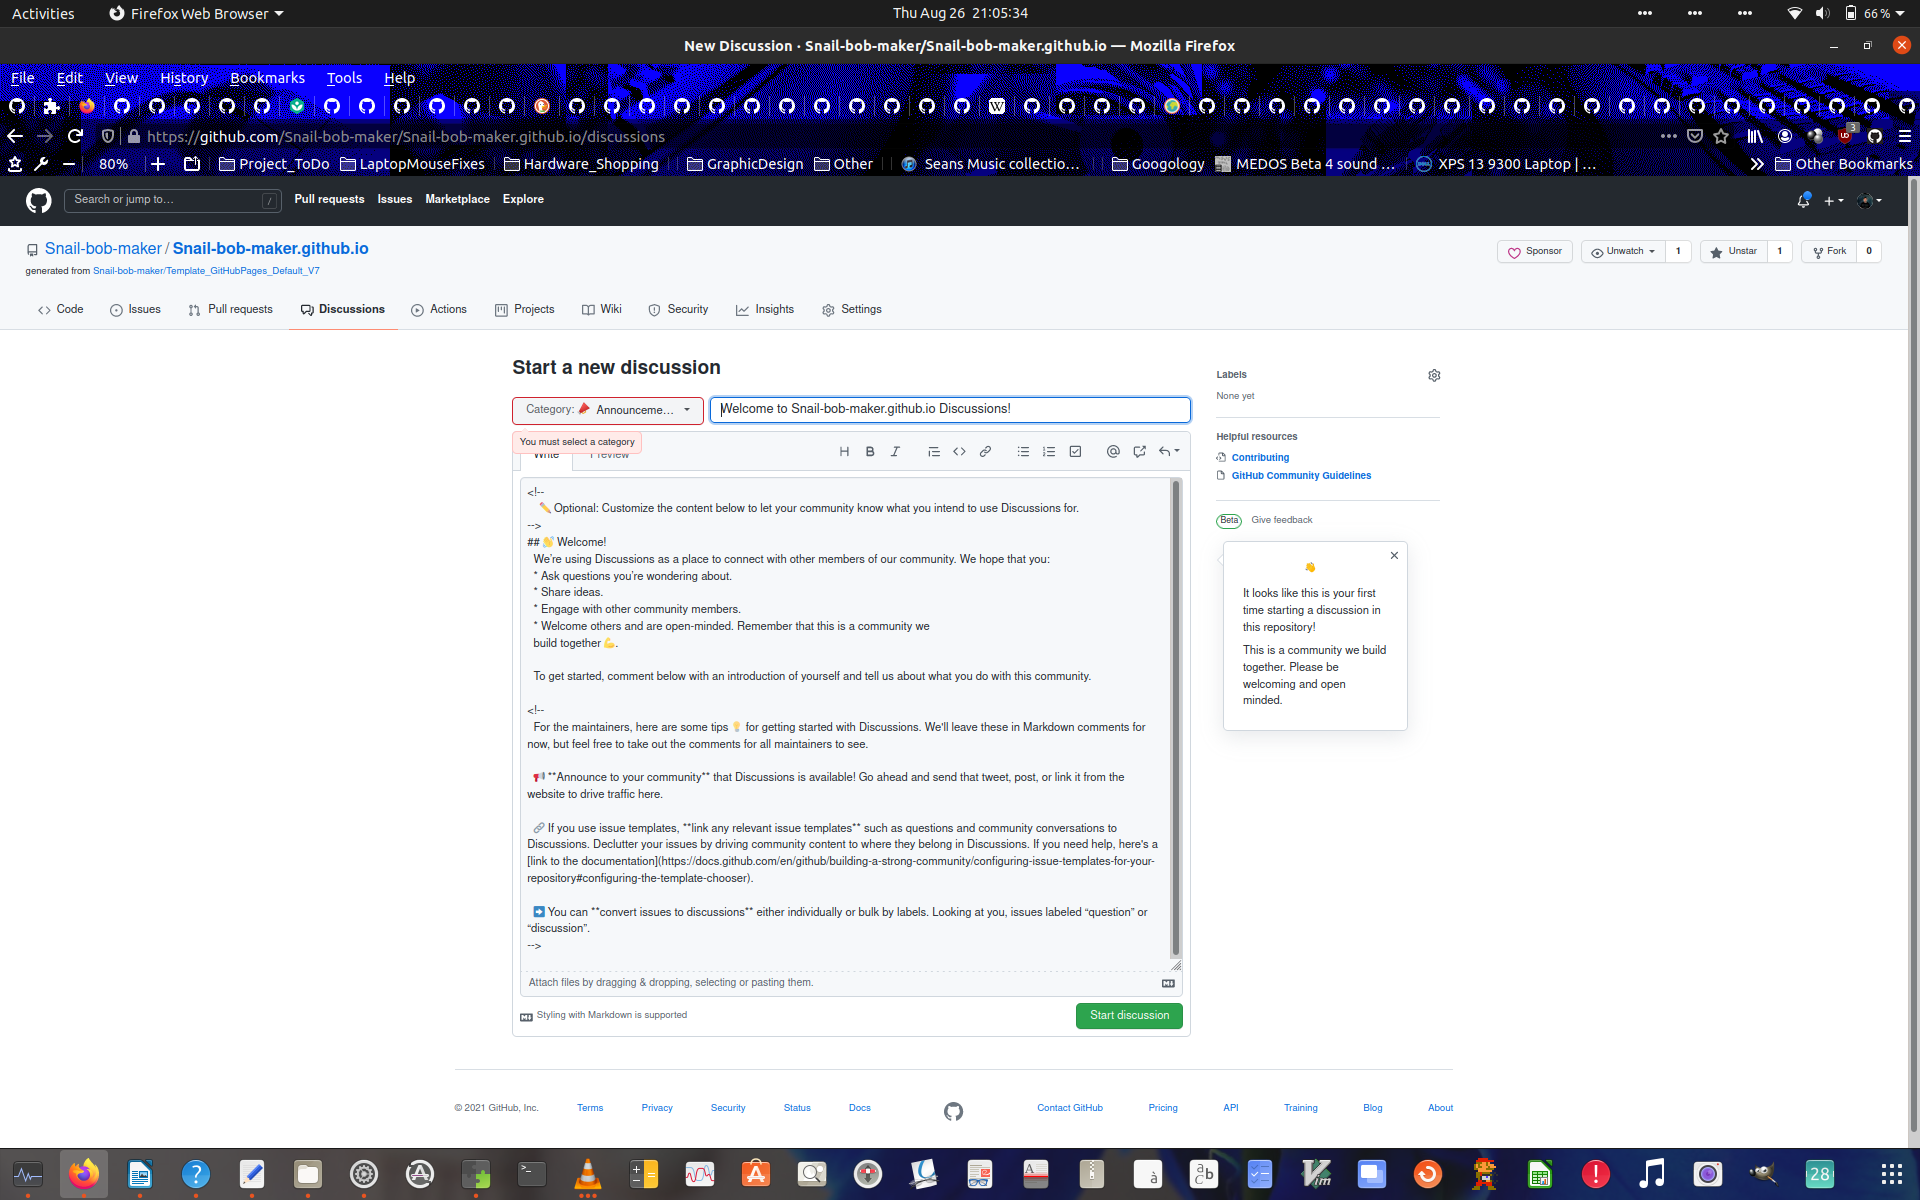 Activities
Firefox Web Browser
Thu Aug 26 21:05:34
66 %
New Discussion · Snail-bob-maker/Snail-bob-maker.github.io — Mozilla Firefox
File Edit View History Bookmarks Tools Help
https://github.com/Snail-bob-maker/Snail-bob-maker.github.io/discussions
3
80%
Project_ToDo
LaptopMouseFixes
Hardware_Shopping
GraphicDesign
Other
Seans Music collectio…
Googology
MEDOS Beta 4 sound …
XPS 13 9300 Laptop | …
Other Bookmarks
Search or jump to…
/
Pull requests Issues Marketplace Explore
Snail-bob-maker / Snail-bob-maker.github.io
Sponsor
Unwatch 1
Unstar 1
Fork 0
generated from Snail-bob-maker/Template_GitHubPages_Default_V7
Code Issues Pull requests Discussions Actions Projects Wiki Security Insights Settings
Start a new discussion
Category: Announceme…
Welcome to Snail-bob-maker.github.io Discussions!
You must select a category
Write Preview
<!--
Optional: Customize the content below to let your community know what you intend to use Discussions for.
-->
## 👋 Welcome!
We’re using Discussions as a place to connect with other members of our community. We hope that you:
* Ask questions you’re wondering about.
* Share ideas.
* Engage with other community members.
* Welcome others and are open-minded. Remember that this is a community we
build together 💪.
To get started, comment below with an introduction of yourself and tell us about what you do with this community.
<!--
For the maintainers, here are some tips 💡 for getting started with Discussions. We'll leave these in Markdown comments for
now, but feel free to take out the comments for all maintainers to see.
📢 **Announce to your community** that Discussions is available! Go ahead and send that tweet, post, or link it from the
website to drive traffic here.
🔗 If you use issue templates, **link any relevant issue templates** such as questions and community conversations to
Discussions. Declutter your issues by driving community content to where they belong in Discussions. If you need help, here's a
[link to the documentation](https://docs.github.com/en/github/building-a-strong-community/configuring-issue-templates-for-your-
repository#configuring-the-template-chooser).
➡️ You can **convert issues to discussions** either individually or bulk by labels. Looking at you, issues labeled “question” or
“discussion”.
-->
Attach files by dragging & dropping, selecting or pasting them.
Styling with Markdown is supported
Start discussion
Labels
None yet
Helpful resources
Contributing
GitHub Community Guidelines
Beta
Give feedback
It looks like this is your first
time starting a discussion in
this repository!
This is a community we build
together. Please be
welcoming and open
minded.
© 2021 GitHub, Inc.
Terms
Privacy
Security
Status
Docs
Contact GitHub
Pricing
API
Training
Blog
About
28